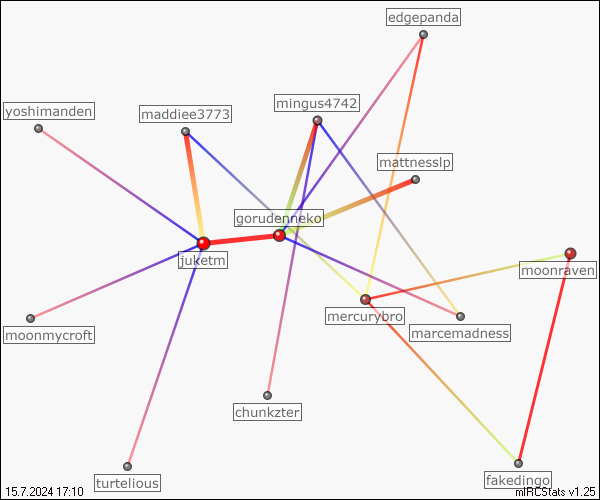 edgepanda
yoshimanden
maddiee3773
mingus4742
mattnesslp
gorudenneko
juketm
moonraven
moonmycroft
mercurybro
marcemadness
chunkzter
turtelious
fakedingo
15.7.2024 17:10
mIRCStats v1.25